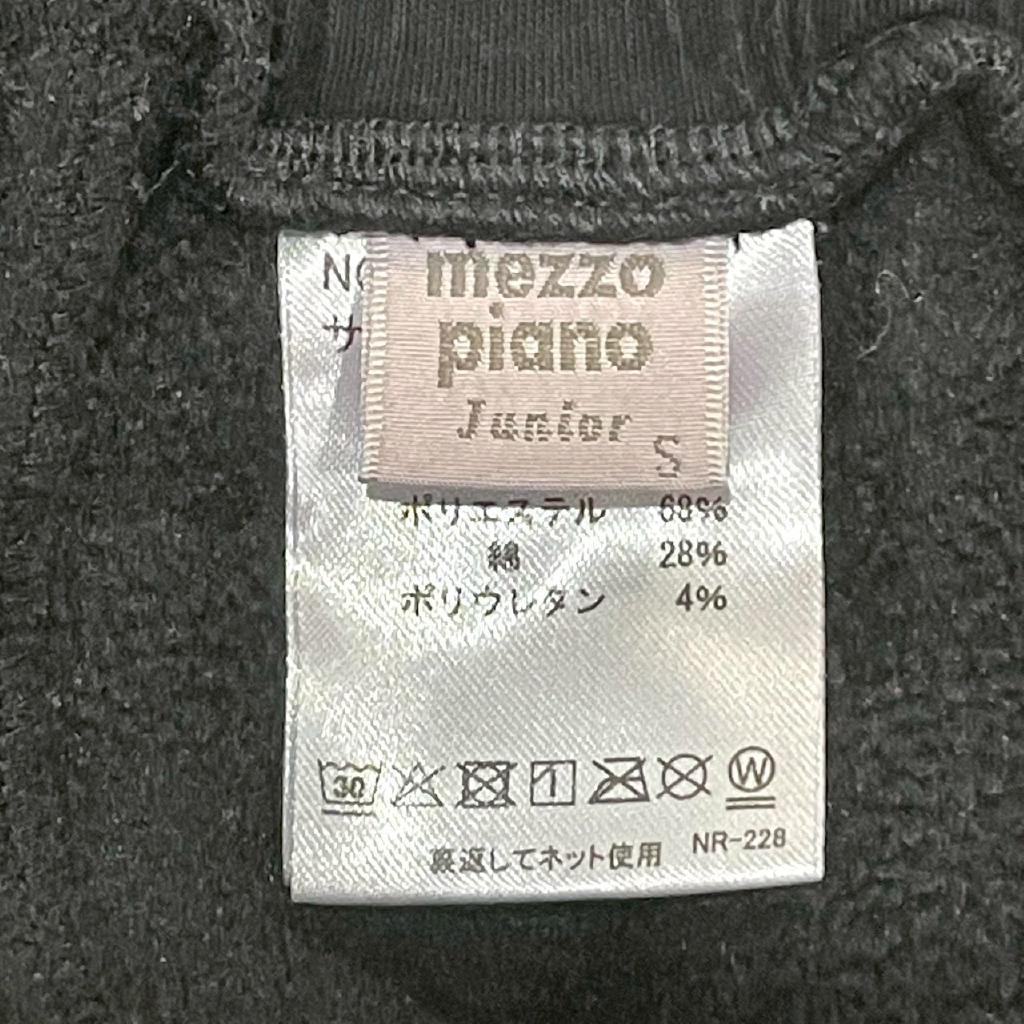 mezzo
piano
Junior
S
ポリエステル 68%
綿 28%
ポリウレタン 4%
30
W
裏返してネット使用 NR-228